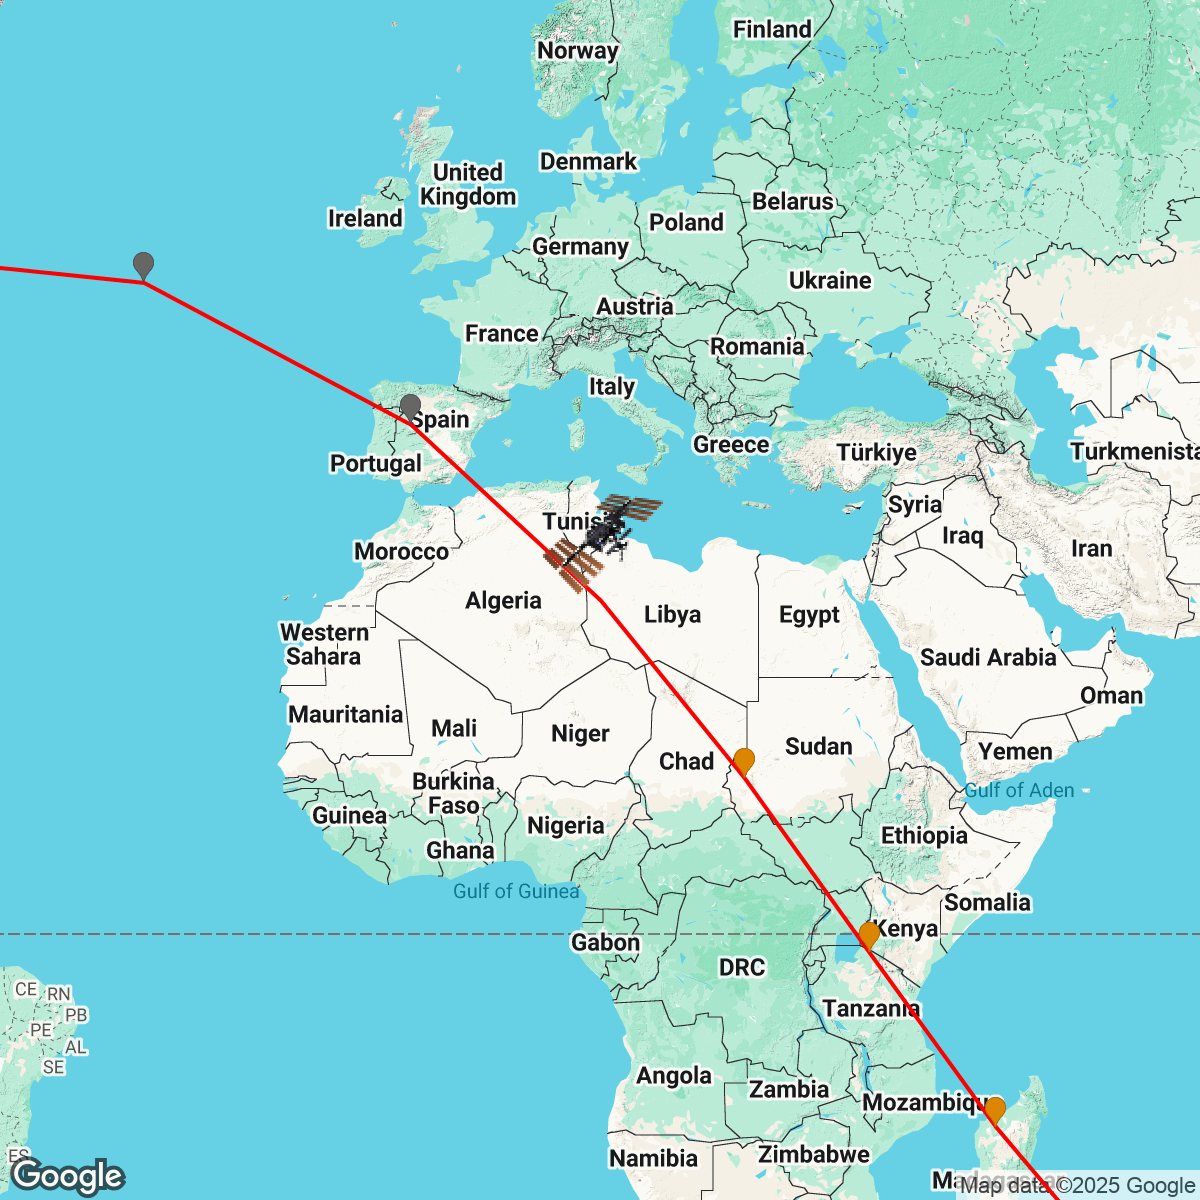 Finland
Norway
Denmark
United
Kingdom
Belarus
Ireland
Poland
Germany
Ukraine
Austria
France
Romania
Italy
Spain
Greece
Portugal
Türkiye
Turkmenista
Syria
Tunisi
Iraq
Iran
Morocco
Algeria
Libya
Egypt
Western
Sahara
Saudi Arabia
Oman
Mauritania
Mali
Niger
Sudan
Yemen
Chad
Burkina
Faso
Gulf of Aden
Guinea
Nigeria
Ethiopia
Ghana
Gulf of Guinea
Somalia
Kenya
Gabon
DRC
CE
RN
PB
PE
Tanzania
AL
SE
Angola
Zambia
Mozambiqu
ES
Zimbabwe
Namibia
Google
Madagascar
Map data ©2025 Google